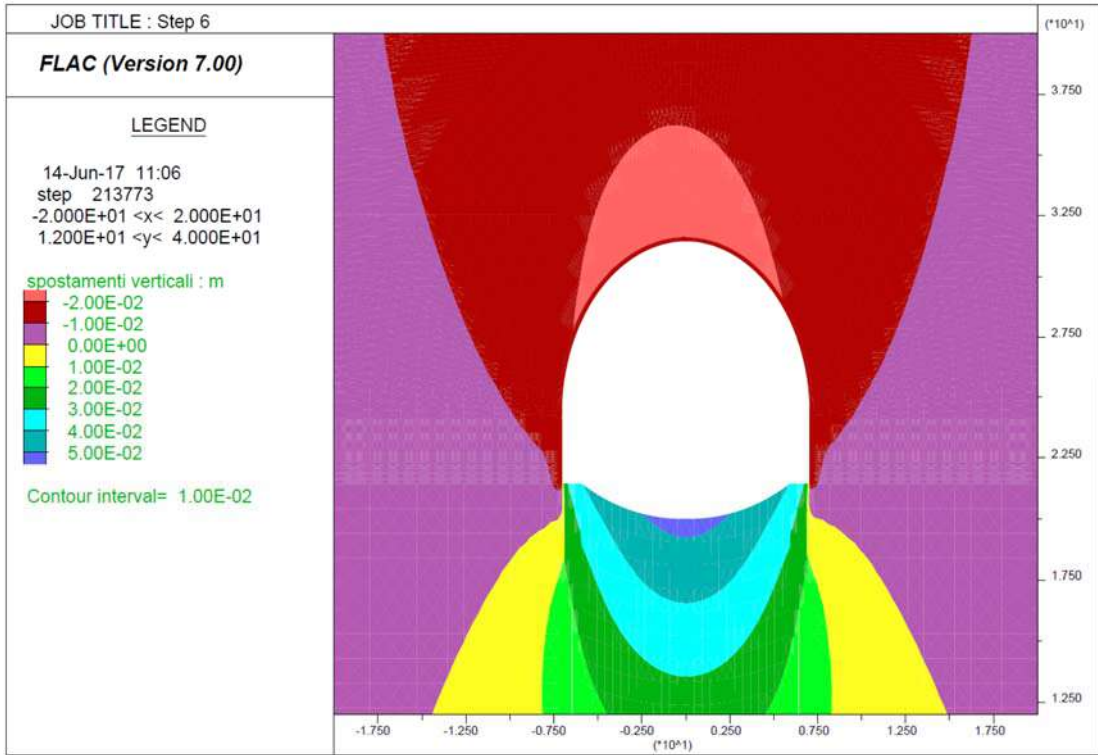 JOB TITLE : Step 6
FLAC (Version 7.00)
LEGEND
14-Jun-17 11:06
step 213773
-2.000E+01 <x< 2.000E+01
1.200E+01 <y< 4.000E+01
spostamenti verticali : m
-2.00E-02
-1.00E-02
0.00E+00
1.00E-02
2.00E-02
3.00E-02
4.00E-02
5.00E-02
Contour interval= 1.00E-02
(*10^1)
3.750
3.250
2.750
2.250
1.750
1.250
-1.750 -1.250 -0.750 -0.250 0.250 0.750 1.250 1.750
(*10^1)